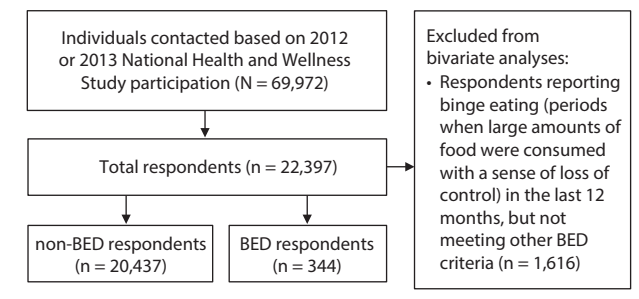 Individuals contacted based on 2012
or 2013 National Health and Wellness
Study participation (N = 69,972)
Total respondents (n = 22,397)
non-BED respondents
(n = 20,437)
BED respondents
(n = 344)
Excluded from
bivariate analyses:
• Respondents reporting
binge eating (periods
when large amounts of
food were consumed
with a sense of loss of
control) in the last 12
months, but not
meeting other BED
criteria (n = 1,616)